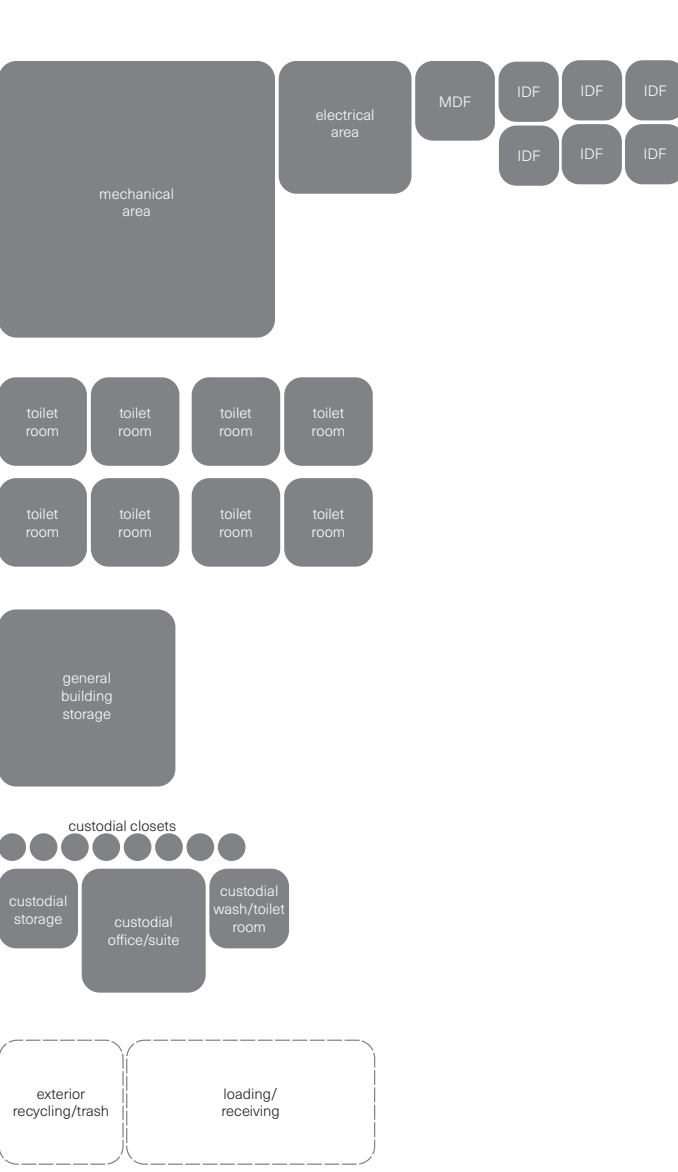 mechanical
area
electrical
area
MDF
IDF
IDF
IDF
IDF
IDF
IDF
toilet
room
toilet
room
toilet
room
toilet
room
toilet
room
toilet
room
toilet
room
toilet
room
general
building
storage
custodial closets
custodial
storage
custodial
office/suite
custodial
wash/toilet
room
exterior
recycling/trash
loading/
receiving